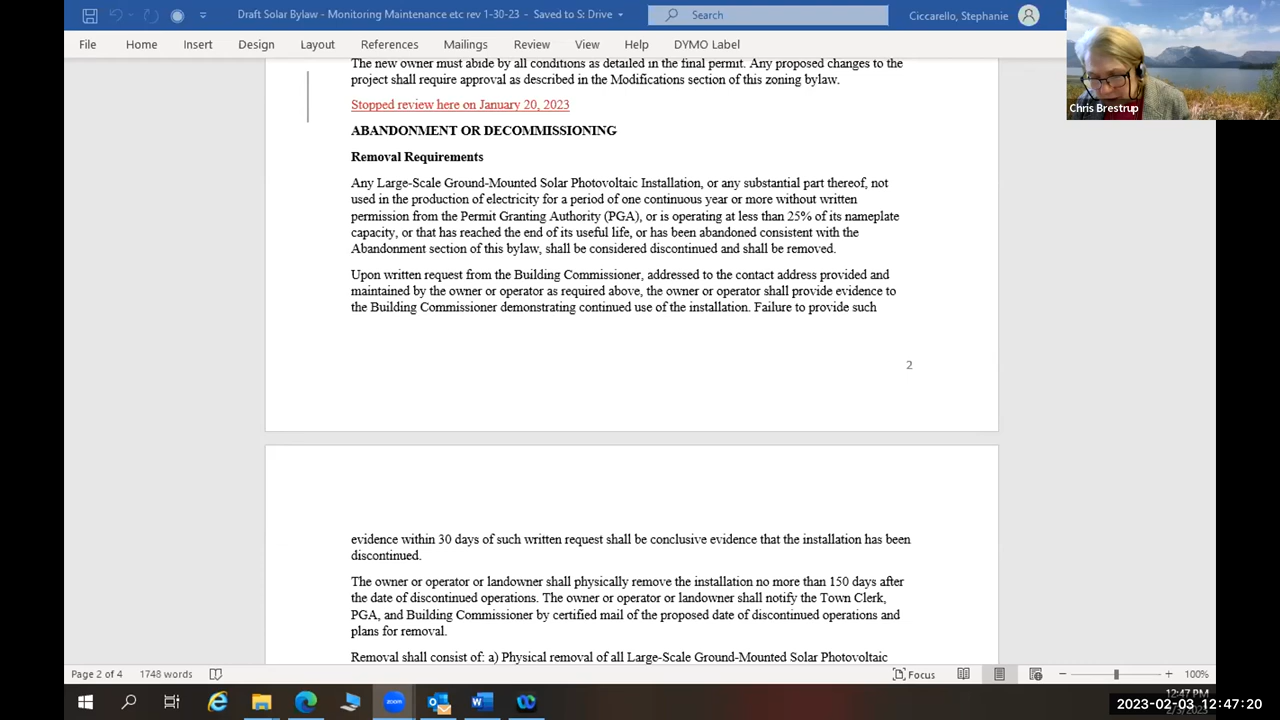 Draft Solar Bylaw - Monitoring Maintenance etc rev 1-30-23 - Saved to S: Drive
Search
Ciccarello, Stephanie
File Home Insert Design Layout References Mailings Review View Help DYMO Label
Chris Brestrup
The new owner must abide by all conditions as detailed in the final permit. Any proposed changes to the
project shall require approval as described in the Modifications section of this zoning bylaw.
Stopped review here on January 20, 2023
ABANDONMENT OR DECOMMISSIONING
Removal Requirements
Any Large-Scale Ground-Mounted Solar Photovoltaic Installation, or any substantial part thereof, not
used in the production of electricity for a period of one continuous year or more without written
permission from the Permit Granting Authority (PGA), or is operating at less than 25% of its nameplate
capacity, or that has reached the end of its useful life, or has been abandoned consistent with the
Abandonment section of this bylaw, shall be considered discontinued and shall be removed.
Upon written request from the Building Commissioner, addressed to the contact address provided and
maintained by the owner or operator as required above, the owner or operator shall provide evidence to
the Building Commissioner demonstrating continued use of the installation. Failure to provide such
2
evidence within 30 days of such written request shall be conclusive evidence that the installation has been
discontinued.
The owner or operator or landowner shall physically remove the installation no more than 150 days after
the date of discontinued operations. The owner or operator or landowner shall notify the Town Clerk,
PGA, and Building Commissioner by certified mail of the proposed date of discontinued operations and
plans for removal.
Removal shall consist of: a) Physical removal of all Large-Scale Ground-Mounted Solar Photovoltaic
Page 2 of 4 1748 words Focus 100%
zoom
12:47 PM
2023-02-03 12:47:20